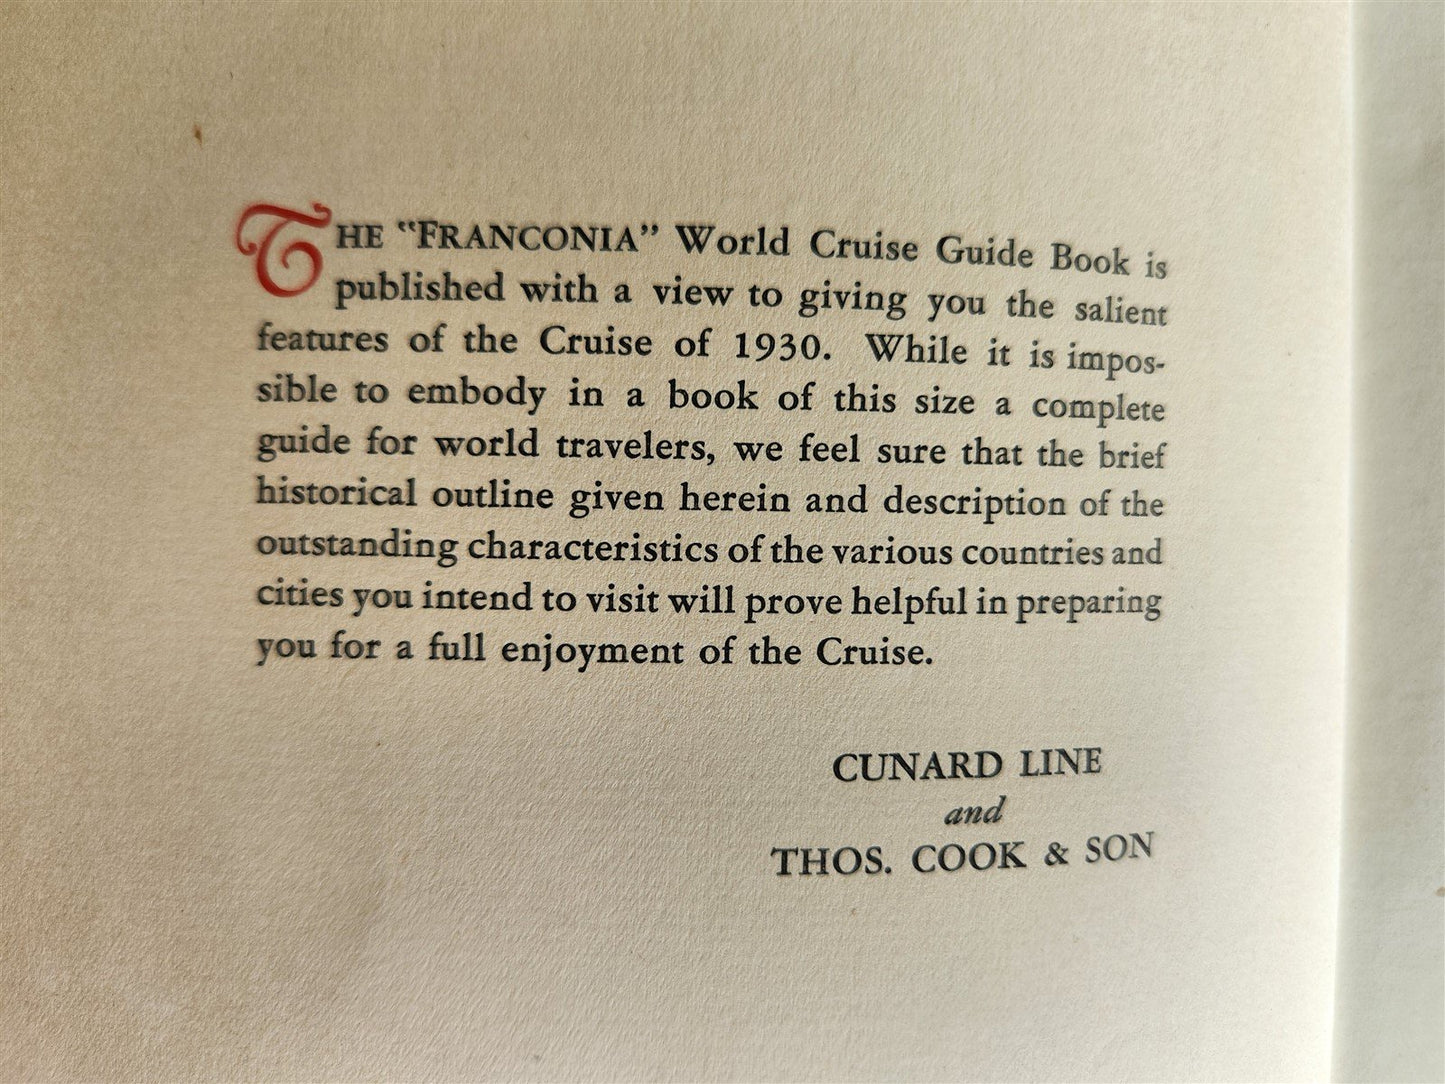 THE "FRANCONIA" World Cruise Guide Book is
published with a view to giving you the salient
features of the Cruise of 1930. While it is impos-
sible to embody in a book of this size a complete
guide for world travelers, we feel sure that the brief
historical outline given herein and description of the
outstanding characteristics of the various countries and
cities you intend to visit will prove helpful in preparing
you for a full enjoyment of the Cruise.
CUNARD LINE
and
THOS. COOK & SON